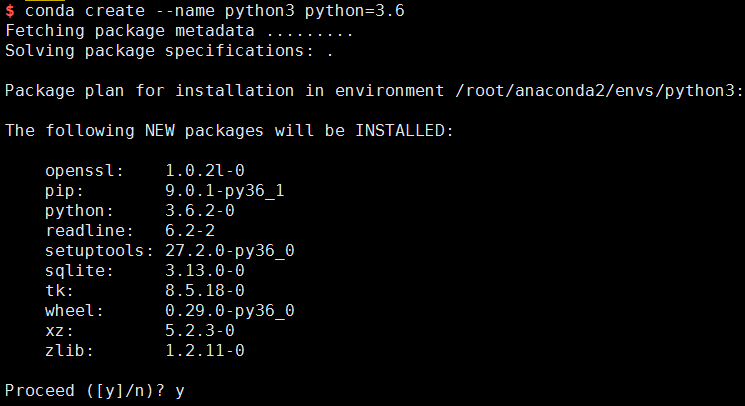 $ conda create --name python3 python=3.6
Fetching package metadata .........
Solving package specifications: .
Package plan for installation in environment /root/anaconda2/envs/python3:
The following NEW packages will be INSTALLED:
openssl: 1.0.2l-0
pip: 9.0.1-py36_1
python: 3.6.2-0
readline: 6.2-2
setuptools: 27.2.0-py36_0
sqlite: 3.13.0-0
tk: 8.5.18-0
wheel: 0.29.0-py36_0
xz: 5.2.3-0
zlib: 1.2.11-0
Proceed ([y]/n)? y